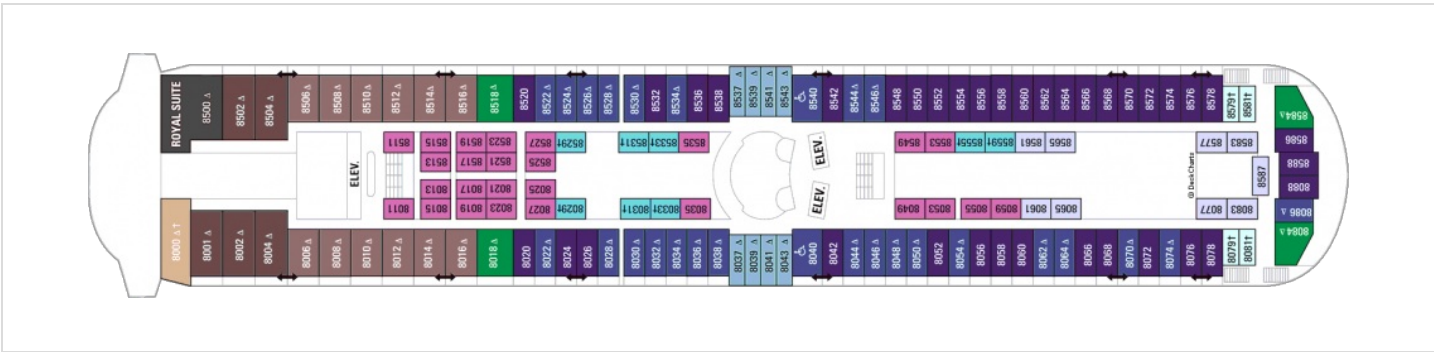 ROYAL SUITE
8500 Δ
8502 Δ
8504 Δ
8506 Δ
8508 Δ
8510 Δ
8512 Δ
8514 Δ
8516 Δ
8518 Δ
8520
8522 Δ
8524 Δ
8526 Δ
8528 Δ
8530 Δ
8532
8534 Δ
8536
8538
8537 Δ
8539 Δ
8541 Δ
8543 Δ
8540
8542
8544 Δ
8546 Δ
8548
8550
8552
8554
8556
8558
8560
8562
8564
8566
8568
8570
8572
8574
8576
8578
8579†
8581†
8584 Δ
8511
8515
8519
8523
8527
8529‡
8531‡
8533‡
8535
8549
8553
8555‡
8559‡
8561
8565
8577
8583
8586
8513
8517
8521
8525
ELEV.
ELEV.
8588
8587
8088
© DeckCharts
8013
8017
8021
8025
ELEV.
8011
8015
8019
8023
8027
8029‡
8031‡
8033‡
8035
8049
8053
8055
8059
8061
8065
8077
8083
8086 Δ
8084 Δ
8000 Δ †
8001 Δ
8002 Δ
8004 Δ
8006 Δ
8008 Δ
8010 Δ
8012 Δ
8014 Δ
8016 Δ
8018 Δ
8020
8022 Δ
8024
8026
8028 Δ
8030 Δ
8032 Δ
8034 Δ
8036 Δ
8038 Δ
8037 Δ
8039 Δ
8041 Δ
8043 Δ
8040
8042
8044 Δ
8046 Δ
8048 Δ
8050 Δ
8052
8054 Δ
8056
8058
8060
8062 Δ
8064 Δ
8066
8068
8070 Δ
8072
8074 Δ
8076
8078
8079†
8081†